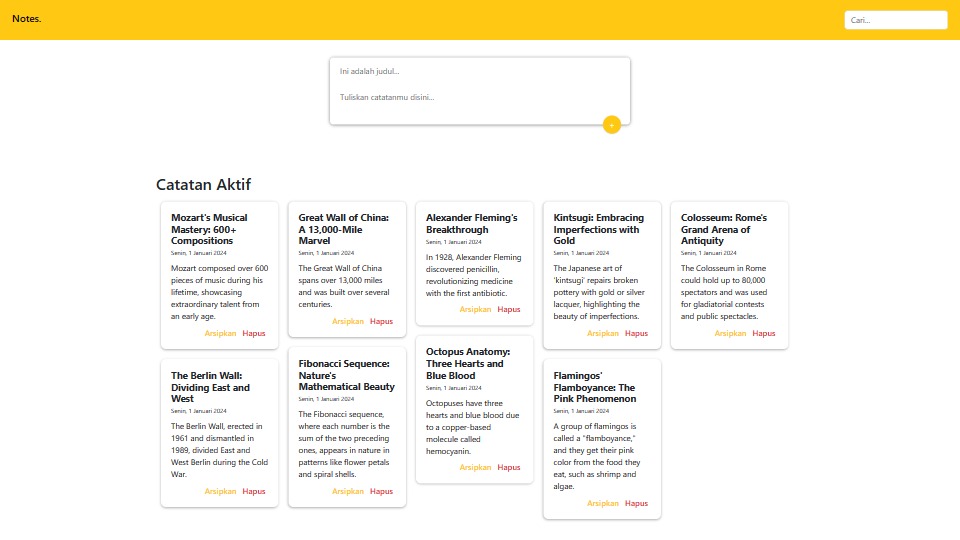 Notes.
Cari...
Ini adalah judul...
Tuliskan catatanmu disini...
+
Catatan Aktif
Mozart's Musical
Mastery: 600+
Compositions
Senin, 1 Januari 2024
Mozart composed over 600
pieces of music during his
lifetime, showcasing
extraordinary talent from
an early age.
Arsipkan Hapus
Great Wall of China:
A 13,000-Mile
Marvel
Senin, 1 Januari 2024
The Great Wall of China
spans over 13,000 miles
and was built over several
centuries.
Arsipkan Hapus
Alexander Fleming's
Breakthrough
Senin, 1 Januari 2024
In 1928, Alexander Fleming
discovered penicillin,
revolutionizing medicine
with the first antibiotic.
Arsipkan Hapus
Kintsugi: Embracing
Imperfections with
Gold
Senin, 1 Januari 2024
The Japanese art of
'kintsugi' repairs broken
pottery with gold or silver
lacquer, highlighting the
beauty of imperfections.
Arsipkan Hapus
Colosseum: Rome's
Grand Arena of
Antiquity
Senin, 1 Januari 2024
The Colosseum in Rome
could hold up to 80,000
spectators and was used
for gladiatorial contests
and public spectacles.
Arsipkan Hapus
The Berlin Wall:
Dividing East and
West
Senin, 1 Januari 2024
The Berlin Wall, erected in
1961 and dismantled in
1989, divided East and
West Berlin during the Cold
War.
Arsipkan Hapus
Fibonacci Sequence:
Nature's
Mathematical Beauty
Senin, 1 Januari 2024
The Fibonacci sequence,
where each number is the
sum of the two preceding
ones, appears in nature in
patterns like flower petals
and spiral shells.
Arsipkan Hapus
Octopus Anatomy:
Three Hearts and
Blue Blood
Senin, 1 Januari 2024
Octopuses have three
hearts and blue blood due
to a copper-based
molecule called
hemocyanin.
Arsipkan Hapus
Flamingos'
Flamboyance: The
Pink Phenomenon
Senin, 1 Januari 2024
A group of flamingos is
called a "flamboyance,"
and they get their pink
color from the food they
eat, such as shrimp and
algae.
Arsipkan Hapus